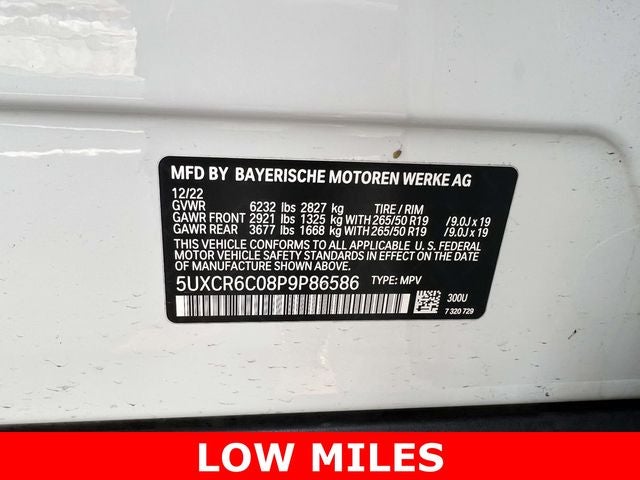 MFD BY BAYERISCHE MOTOREN WERKE AG
12/22
GVWR 6232 lbs 2827 kg TIRE / RIM
GAWR FRONT 2921 lbs 1325 kg WITH 265/50 R19 /9.0J x 19
GAWR REAR 3677 lbs 1668 kg WITH 265/50 R19 /9.0J x 19
THIS VEHICLE CONFORMS TO ALL APPLICABLE U. S. FEDERAL
MOTOR VEHICLE SAFETY STANDARDS IN EFFECT ON THE DATE
OF MANUFACTURE SHOWN ABOVE.
5UXCR6C08P9P86586 TYPE: MPV
300U
7 320 729
LOW MILES